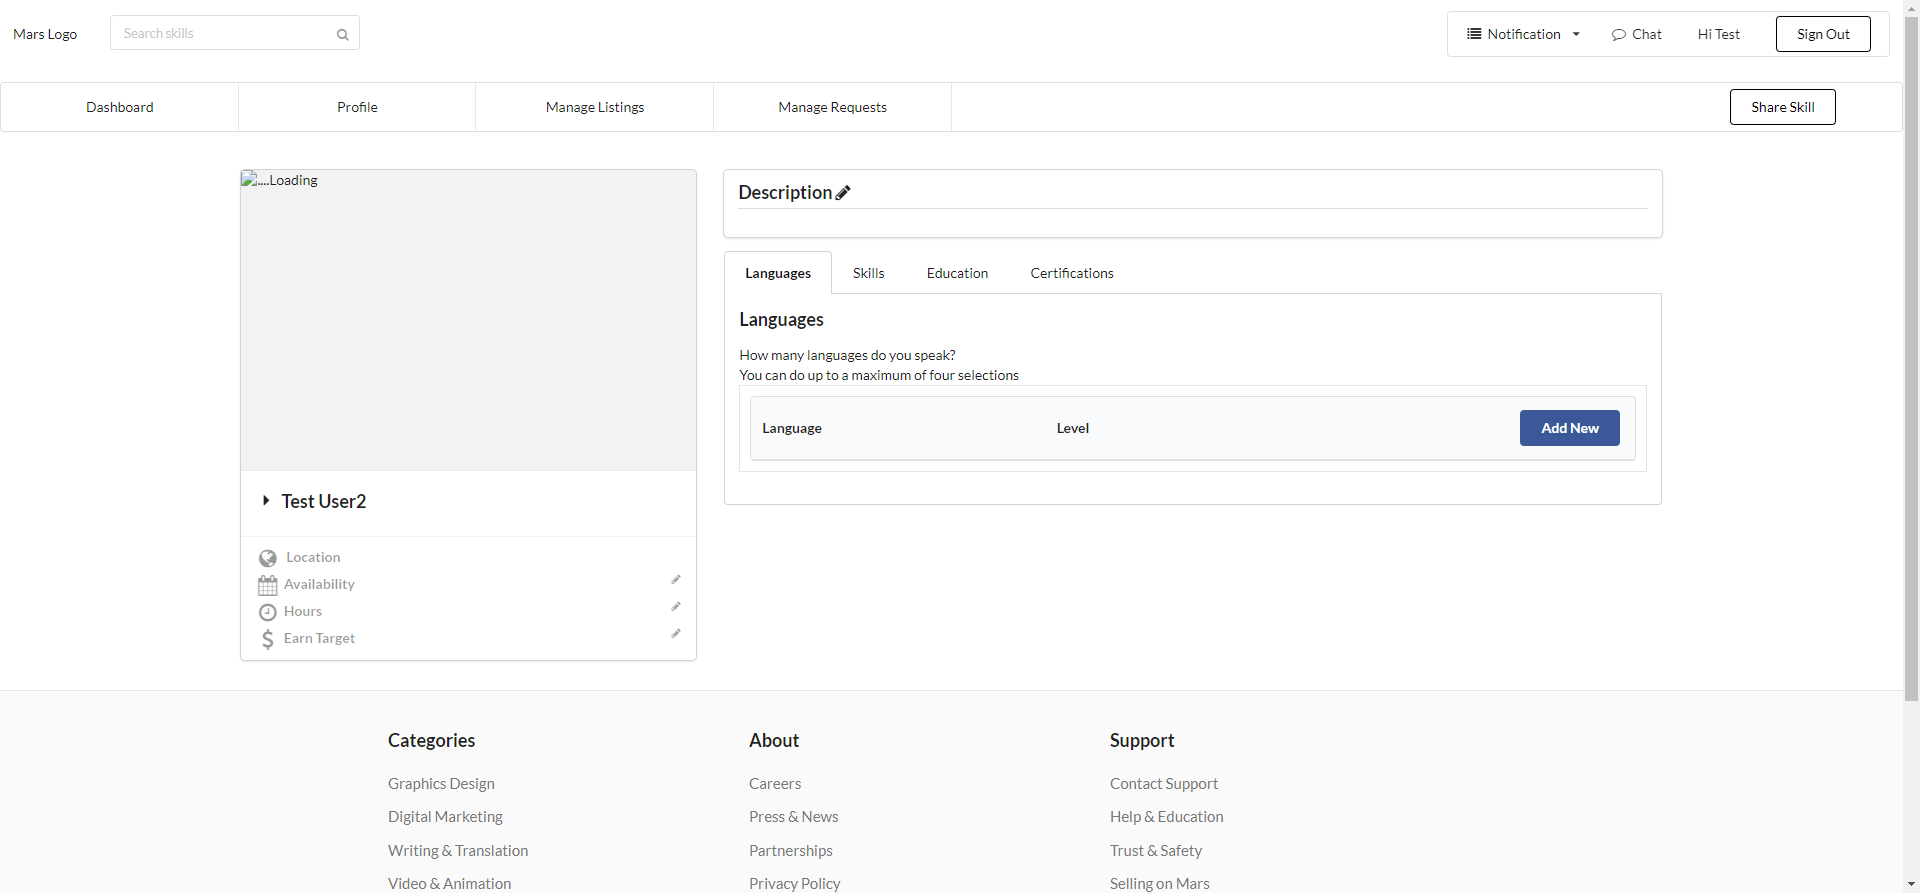 Mars Logo
Search skills
Notification
Chat
Hi Test
Sign Out
Dashboard
Profile
Manage Listings
Manage Requests
Share Skill
....Loading
Test User2
Location
Availability
Hours
Earn Target
Description
Languages
Skills
Education
Certifications
Languages
How many languages do you speak?
You can do up to a maximum of four selections
Language
Level
Add New
Categories
Graphics Design
Digital Marketing
Writing & Translation
Video & Animation
About
Careers
Press & News
Partnerships
Privacy Policy
Support
Contact Support
Help & Education
Trust & Safety
Selling on Mars